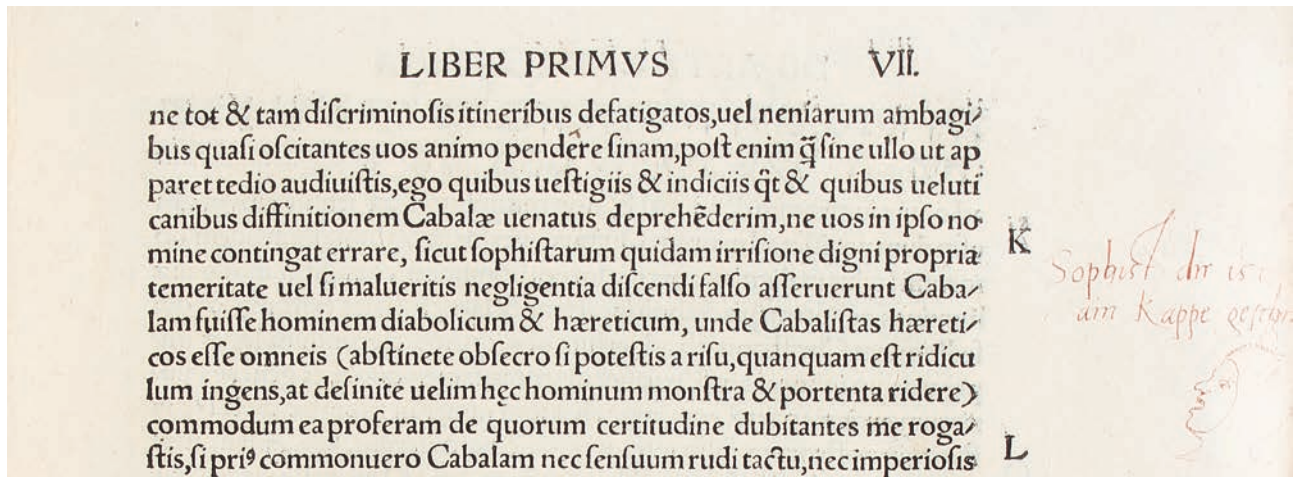 LIBER PRIMVS VII.
ne tot & tam diſcriminoſis itineribus defatigatos,uel neniarum ambagi⸗
bus quaſi oſcitantes uos animo pendêre ſinam,poſt enim q̃ ſine ullo ut ap
paret tedio audiuiſtis,ego quibus ueſtigiis & indiciis q̃t & quibus ueluti
canibus diffinitionem Cabalæ uenatus deprehēderim,ne uos in ipſo no⸗
mine contingat errare, ſicut ſophiſtarum quidam irriſione digni propria
K
temeritate uel ſi malueritis negligentia diſcendi falſo aſſeruerunt Caba⸗
lam fuiſſe hominem diabolicum & hæreticum, unde Cabaliſtas hæreti⸗
cos eſſe omneis (abſtinete obſecro ſi poteſtis a riſu,quanquam eſt ridicu
lum ingens,at deſinite uelim hęc hominum monſtra & portenta ridere)
commodum ea proferam de quorum certitudine dubitantes me roga⸗
ſtis,ſi priꝰ commonuero Cabalam nec ſenſuum rudi tactu,nec imperioſis
L
Sophist
ain Kappe